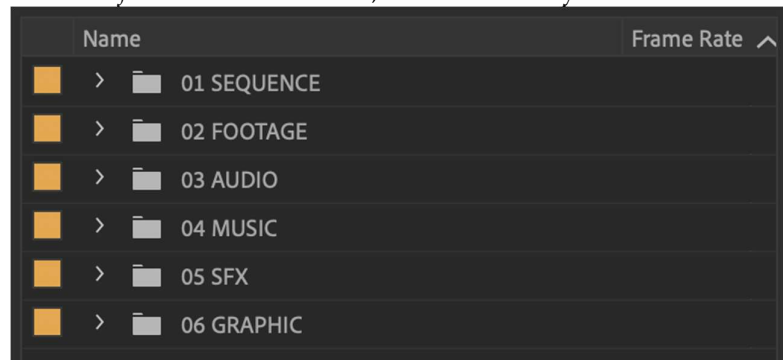 Name Frame Rate
01 SEQUENCE
02 FOOTAGE
03 AUDIO
04 MUSIC
05 SFX
06 GRAPHIC